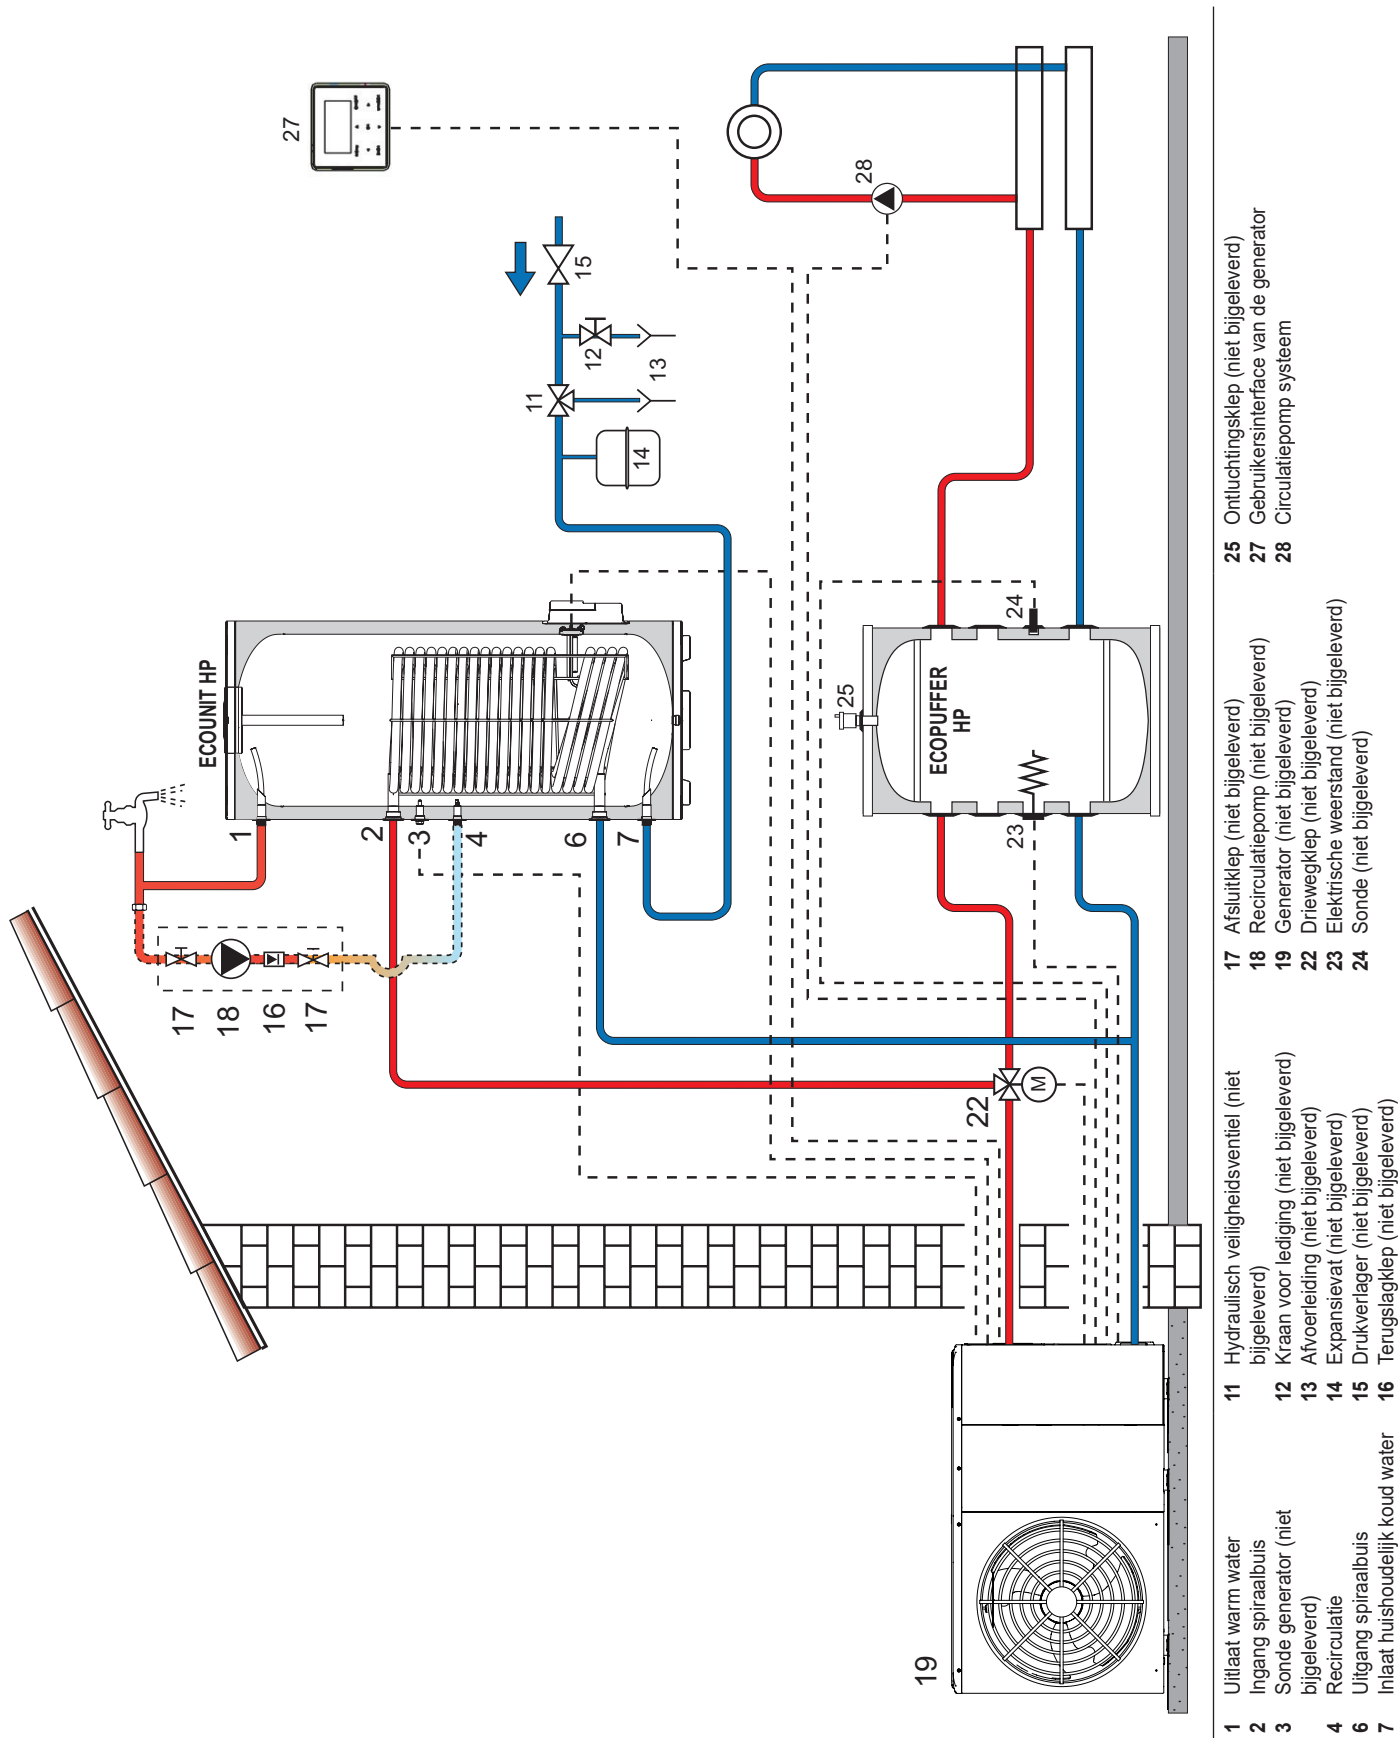 27
15
12
13
11
14
28
ECOUNIT HP
1
2
3
4
6
7
17
18
16
17
25
24
ECOPUFFER
HP
23
22
M
19
1 Uitlaat warm water
2 Ingang spiraalbuis
3 Sonde generator (niet
bijgeleverd)
4 Recirculatie
6 Uitgang spiraalbuis
7 Inlaat huishoudelijk koud water
11 Hydraulisch veiligheidsventiel (niet
bijgeleverd)
12 Kraan voor lediging (niet bijgeleverd)
13 Afvoerleiding (niet bijgeleverd)
14 Expansievat (niet bijgeleverd)
15 Drukverlager (niet bijgeleverd)
16 Terugslagklep (niet bijgeleverd)
17 Afsluitklep (niet bijgeleverd)
18 Recirculatiepomp (niet bijgeleverd)
19 Generator (niet bijgeleverd)
22 Driewegklep (niet bijgeleverd)
23 Elektrische weerstand (niet bijgeleverd)
24 Sonde (niet bijgeleverd)
25 Ontluchtingsklep (niet bijgeleverd)
27 Gebruikersinterface van de generator
28 Circulatiepomp systeem